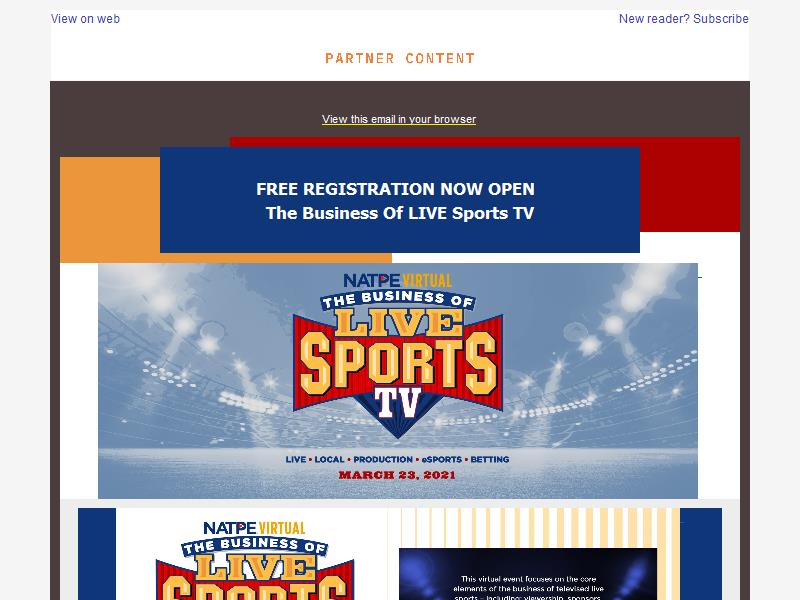 View on web
New reader? Subscribe
PARTNER CONTENT
View this email in your browser
FREE REGISTRATION NOW OPEN
The Business Of LIVE Sports TV
NATPE VIRTUAL
THE BUSINESS OF
LIVE
SPORTS
TV
LIVE • LOCAL • PRODUCTION • eSPORTS • BETTING
MARCH 23, 2021
NATPE VIRTUAL
THE BUSINESS OF
LIVE
SPORTS
This virtual event focuses on the core
elements of the business of televised live
sports – including: viewership, sponsors,